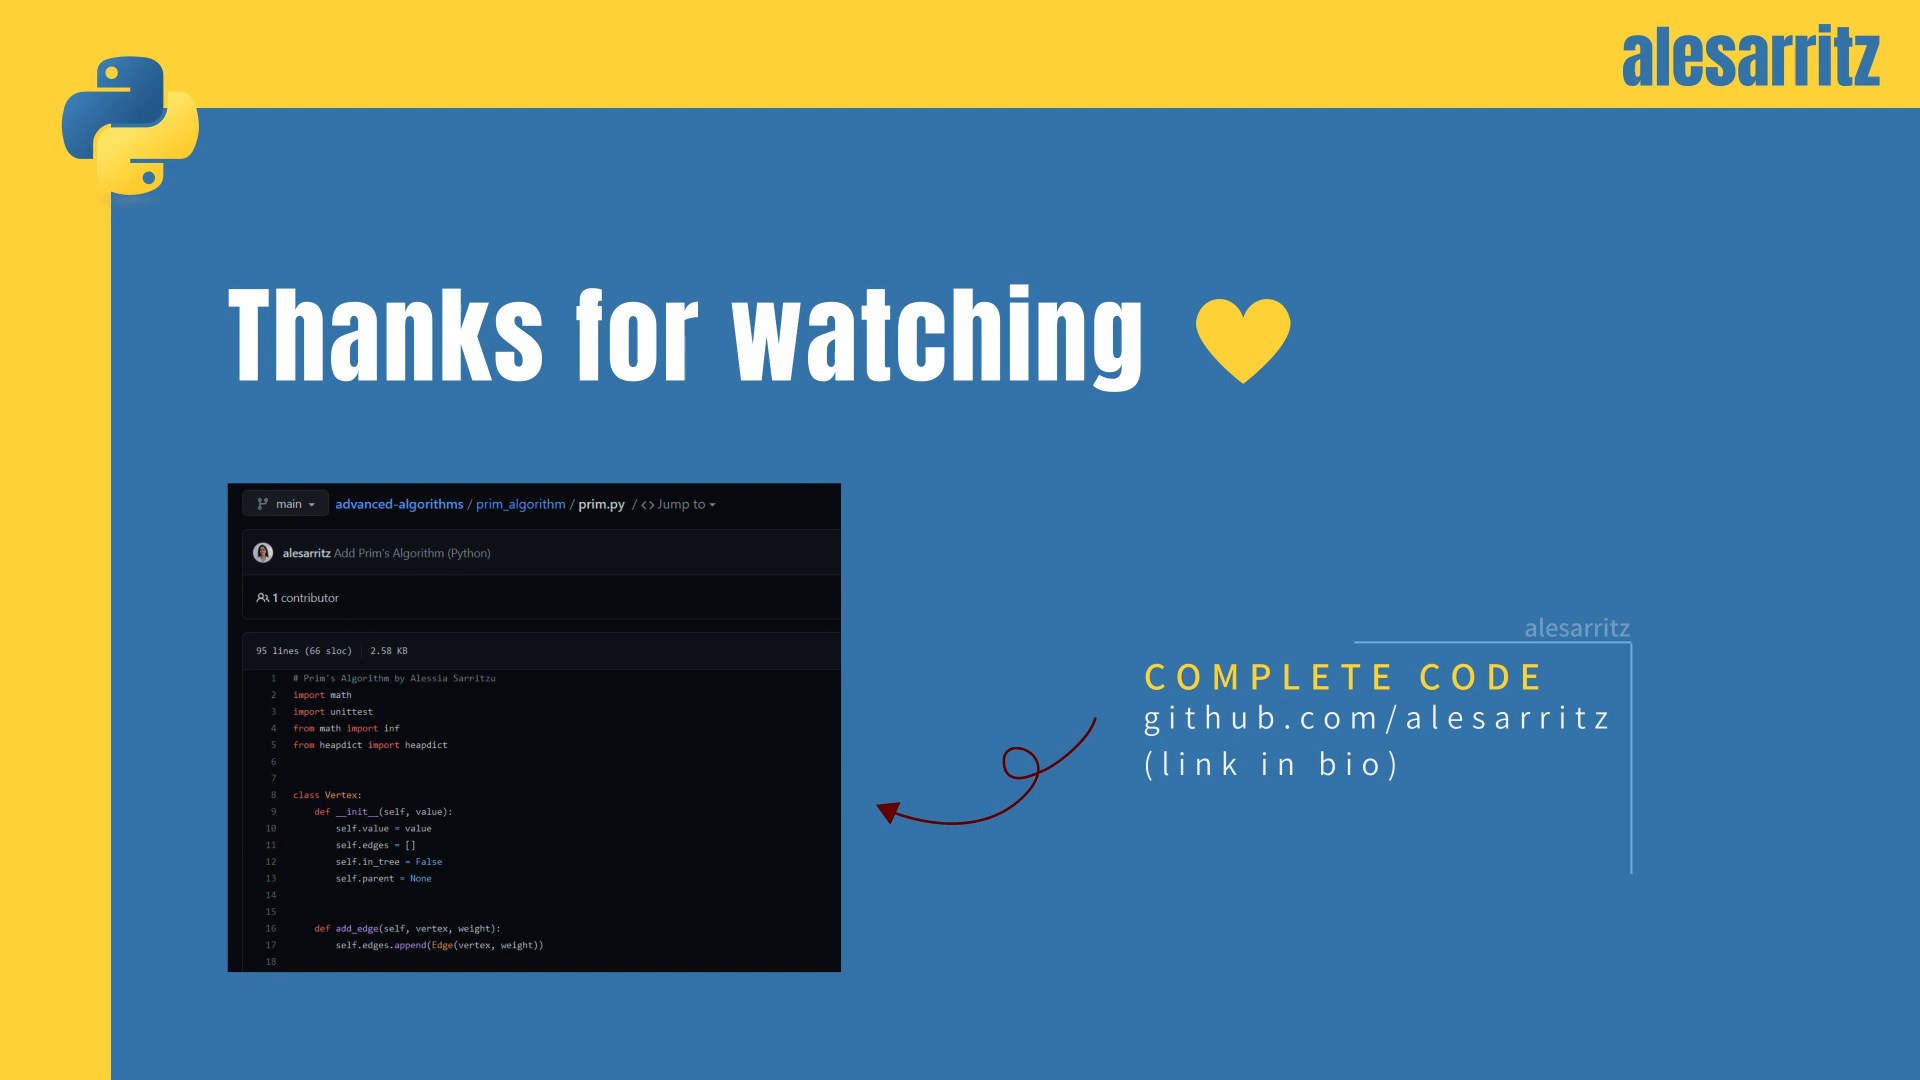 alesarritz
Thanks for watching
main
advanced-algorithms / prim_algorithm / prim.py / <> Jump to
alesarritz Add Prim's Algorithm (Python)
1 contributor
95 lines (66 sloc) | 2.58 KB
1 # Prim's Algorithm by Alessia Sarritzu
2 import math
3 import unittest
4 from math import inf
5 from heapdict import heapdict
6
7
8 class Vertex:
9 def __init__(self, value):
10 self.value = value
11 self.edges = []
12 self.in_tree = False
13 self.parent = None
14
15
16 def add_edge(self, vertex, weight):
17 self.edges.append(Edge(vertex, weight))
18
alesarritz
COMPLETE CODE
github.com/alesarritz
(link in bio)